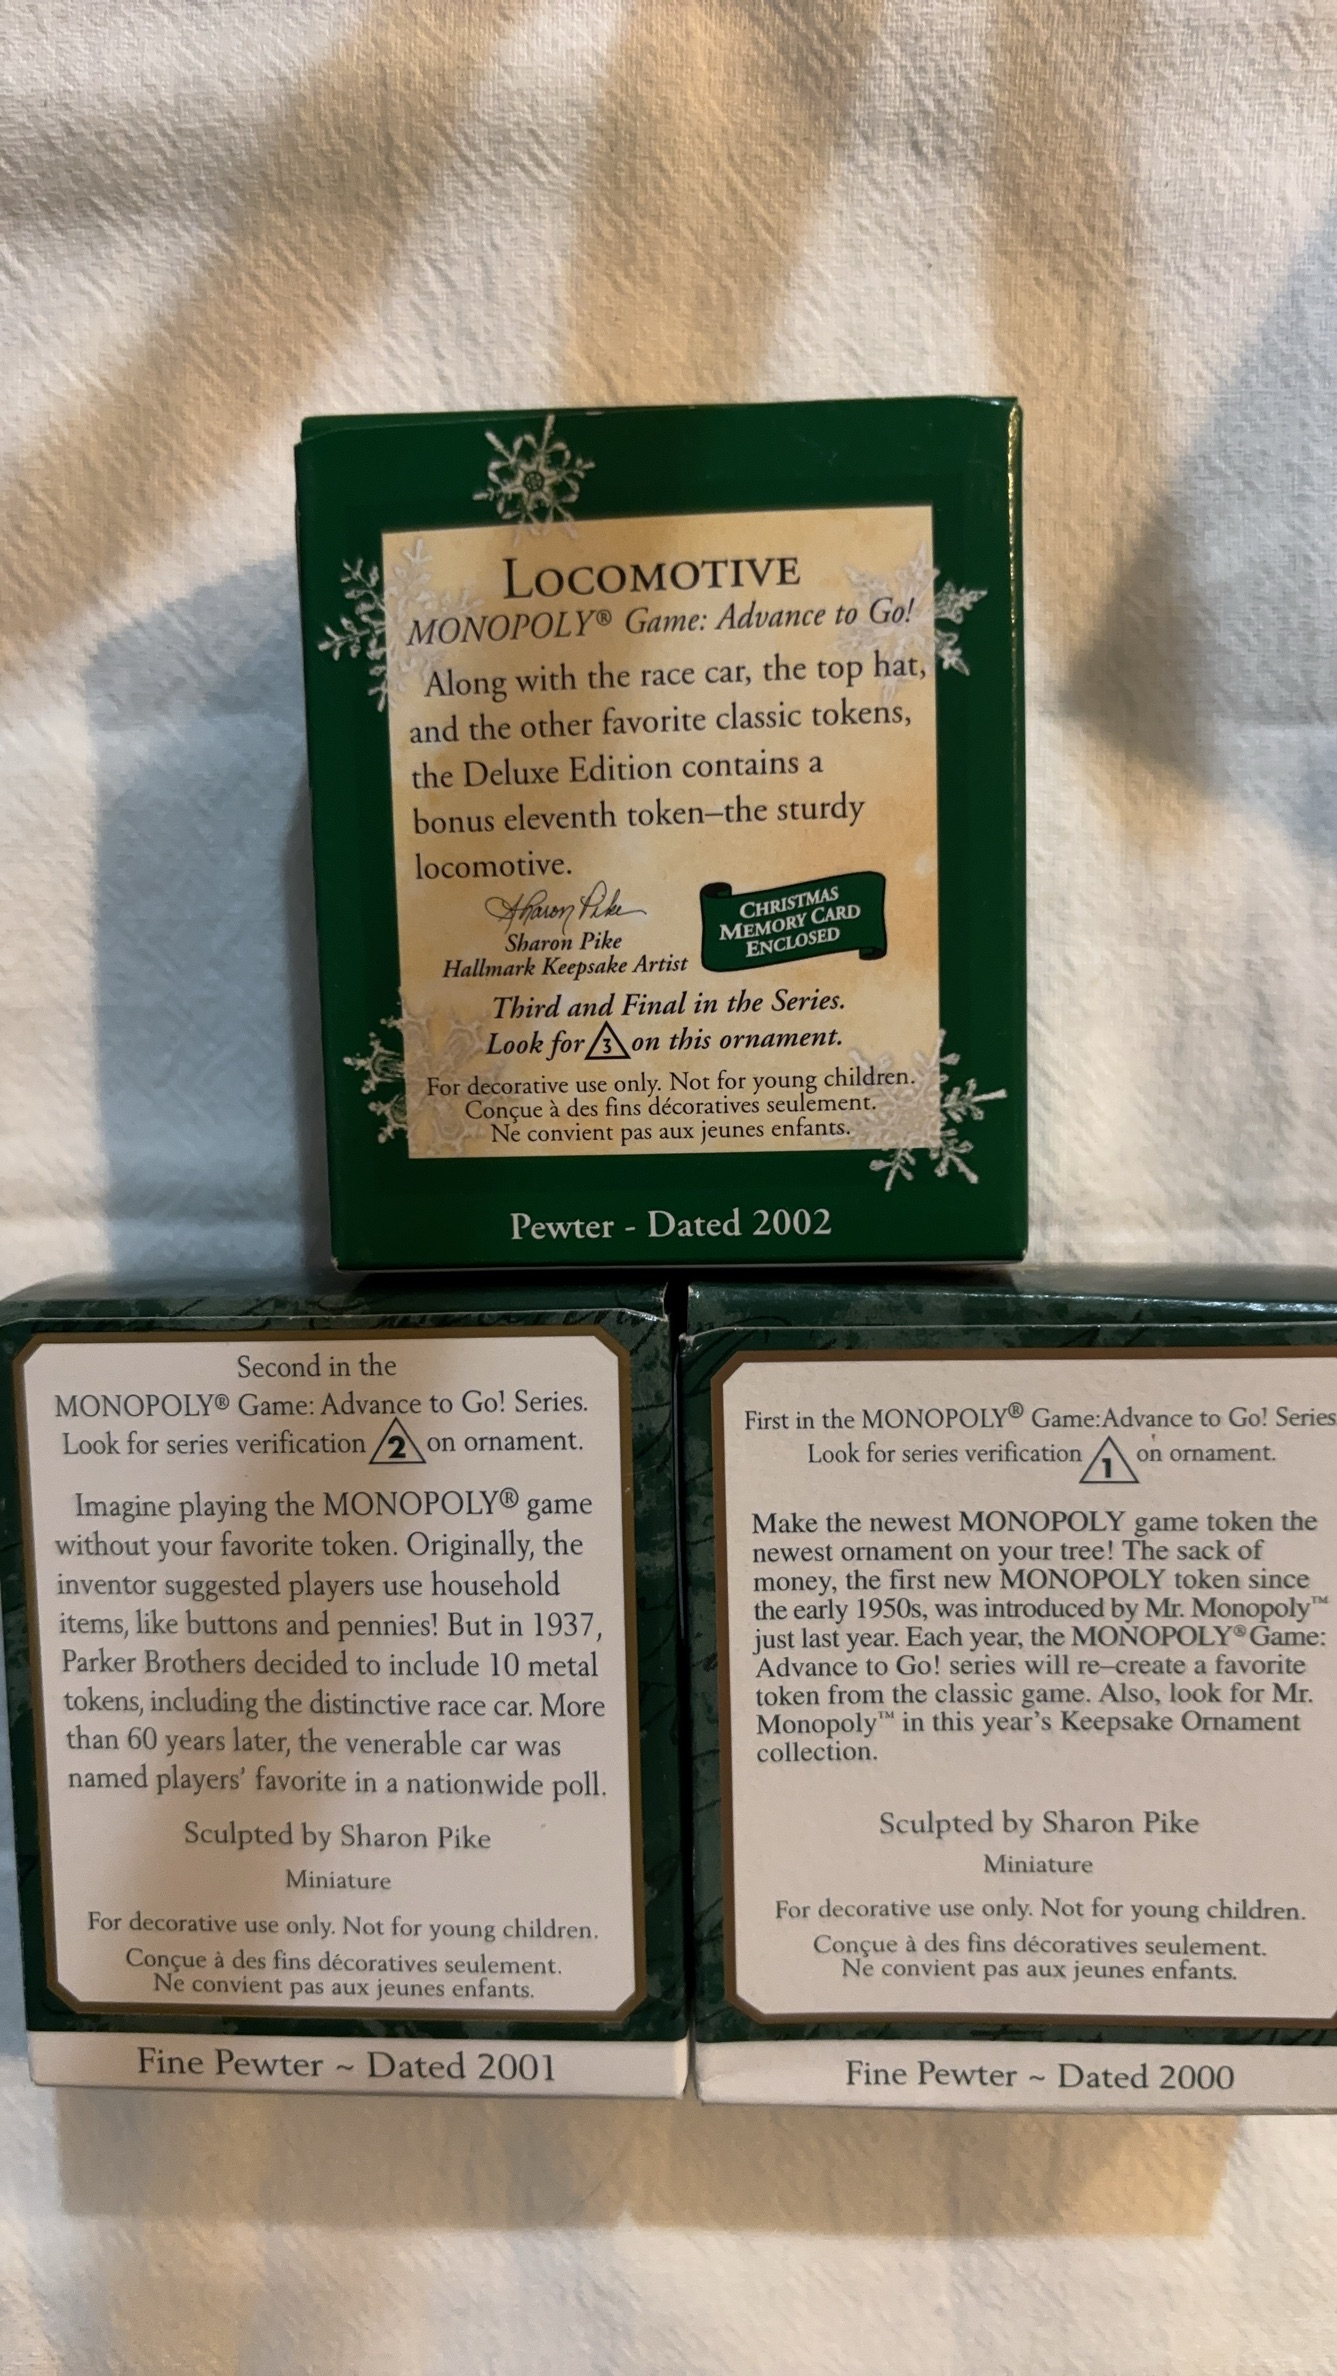 LOCOMOTIVE
MONOPOLY® Game: Advance to Go!
Along with the race car, the top hat,
and the other favorite classic tokens,
the Deluxe Edition contains a
bonus eleventh token–the sturdy
locomotive.
Sharon Pike
Sharon Pike
Hallmark Keepsake Artist
CHRISTMAS
MEMORY CARD
ENCLOSED
Third and Final in the Series.
Look for 3 on this ornament.
For decorative use only. Not for young children.
Conçue à des fins décoratives seulement.
Ne convient pas aux jeunes enfants.
Pewter - Dated 2002
Second in the
MONOPOLY® Game: Advance to Go! Series.
Look for series verification 2 on ornament.
Imagine playing the MONOPOLY® game
without your favorite token. Originally, the
inventor suggested players use household
items, like buttons and pennies! But in 1937,
Parker Brothers decided to include 10 metal
tokens, including the distinctive race car. More
than 60 years later, the venerable car was
named players' favorite in a nationwide poll.
Sculpted by Sharon Pike
Miniature
For decorative use only. Not for young children.
Conçue à des fins décoratives seulement.
Ne convient pas aux jeunes enfants.
Fine Pewter ~ Dated 2001
First in the MONOPOLY® Game:Advance to Go! Series
Look for series verification 1 on ornament.
Make the newest MONOPOLY game token the
newest ornament on your tree! The sack of
money, the first new MONOPOLY token since
the early 1950s, was introduced by Mr. Monopoly™
just last year. Each year, the MONOPOLY® Game:
Advance to Go! series will re–create a favorite
token from the classic game. Also, look for Mr.
Monopoly™ in this year's Keepsake Ornament
collection.
Sculpted by Sharon Pike
Miniature
For decorative use only. Not for young children.
Conçue à des fins décoratives seulement.
Ne convient pas aux jeunes enfants.
Fine Pewter ~ Dated 2000